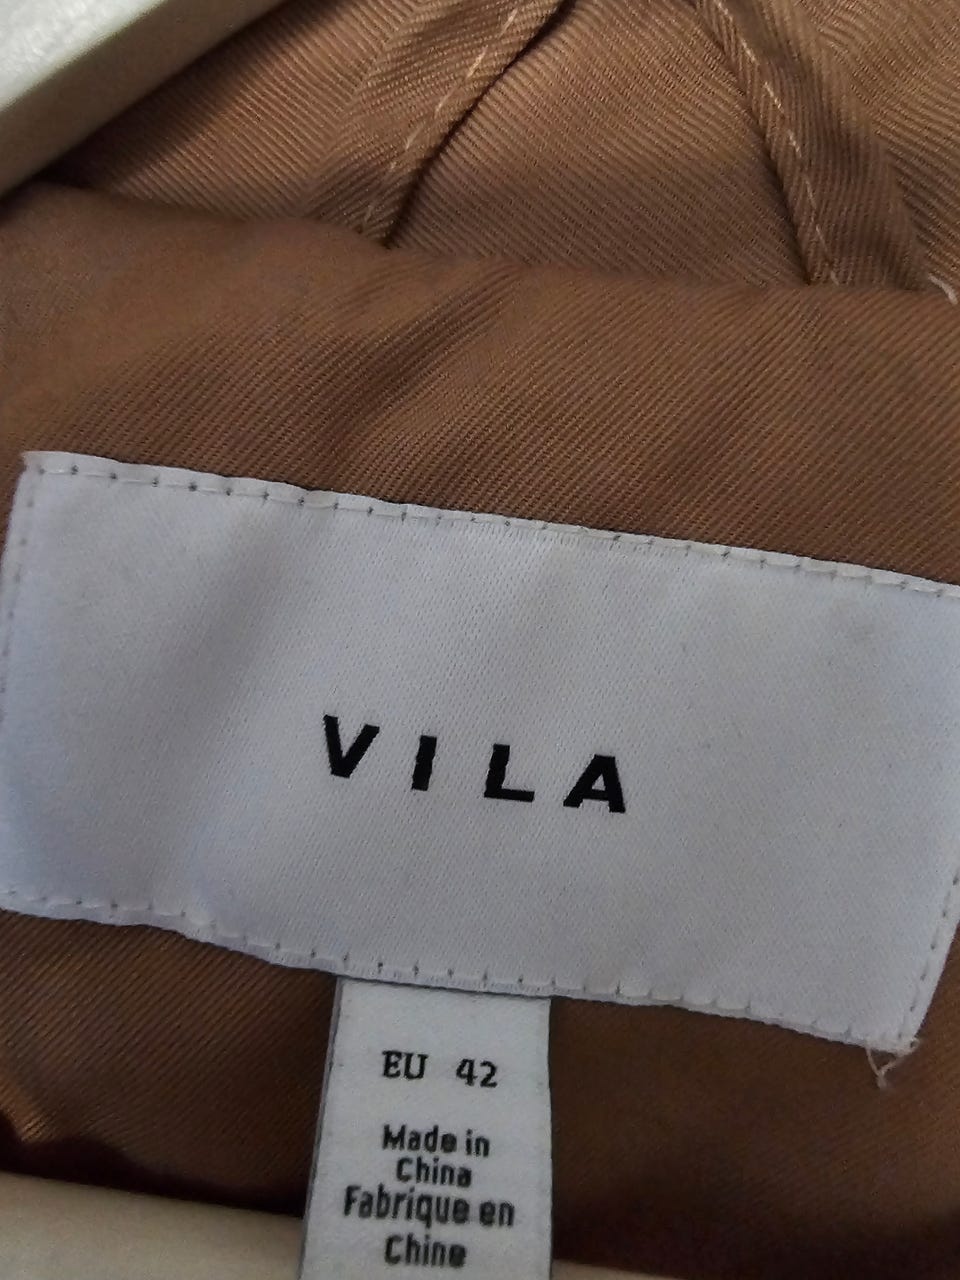 VILA
EU 42
Made in
China
Fabrique en
Chine